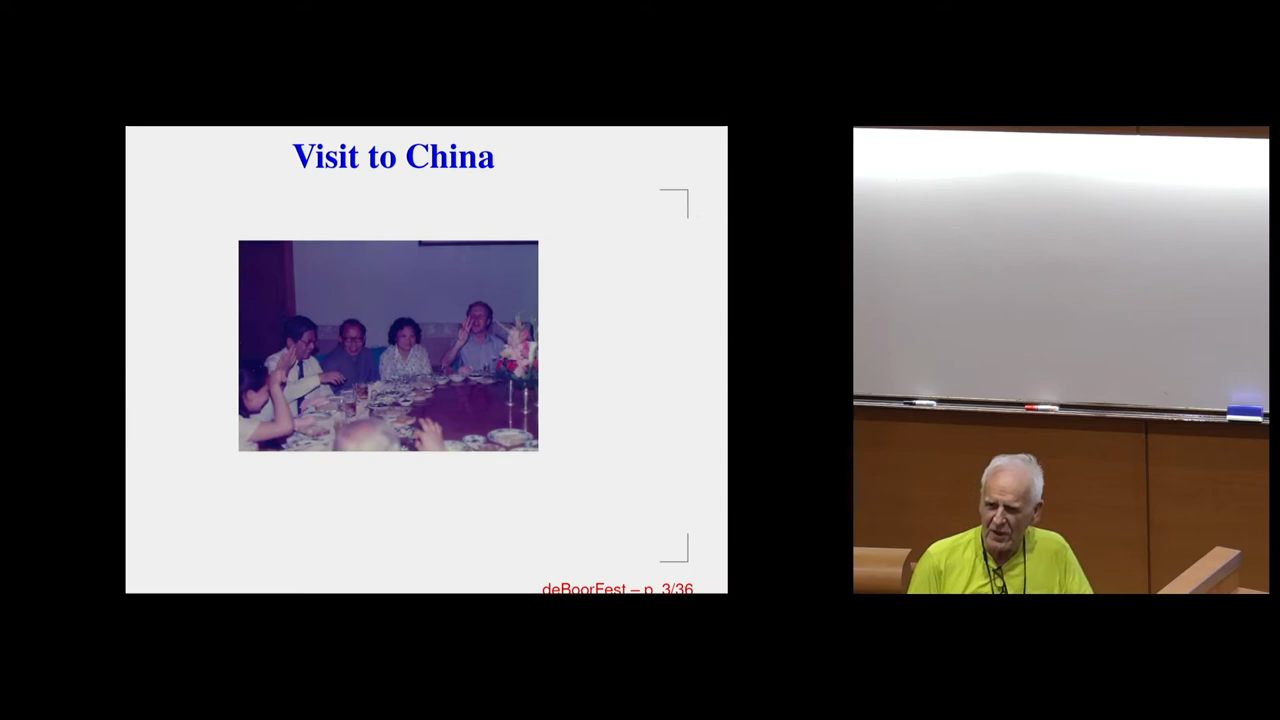 Visit to China
deBoorFest – p. 3/36